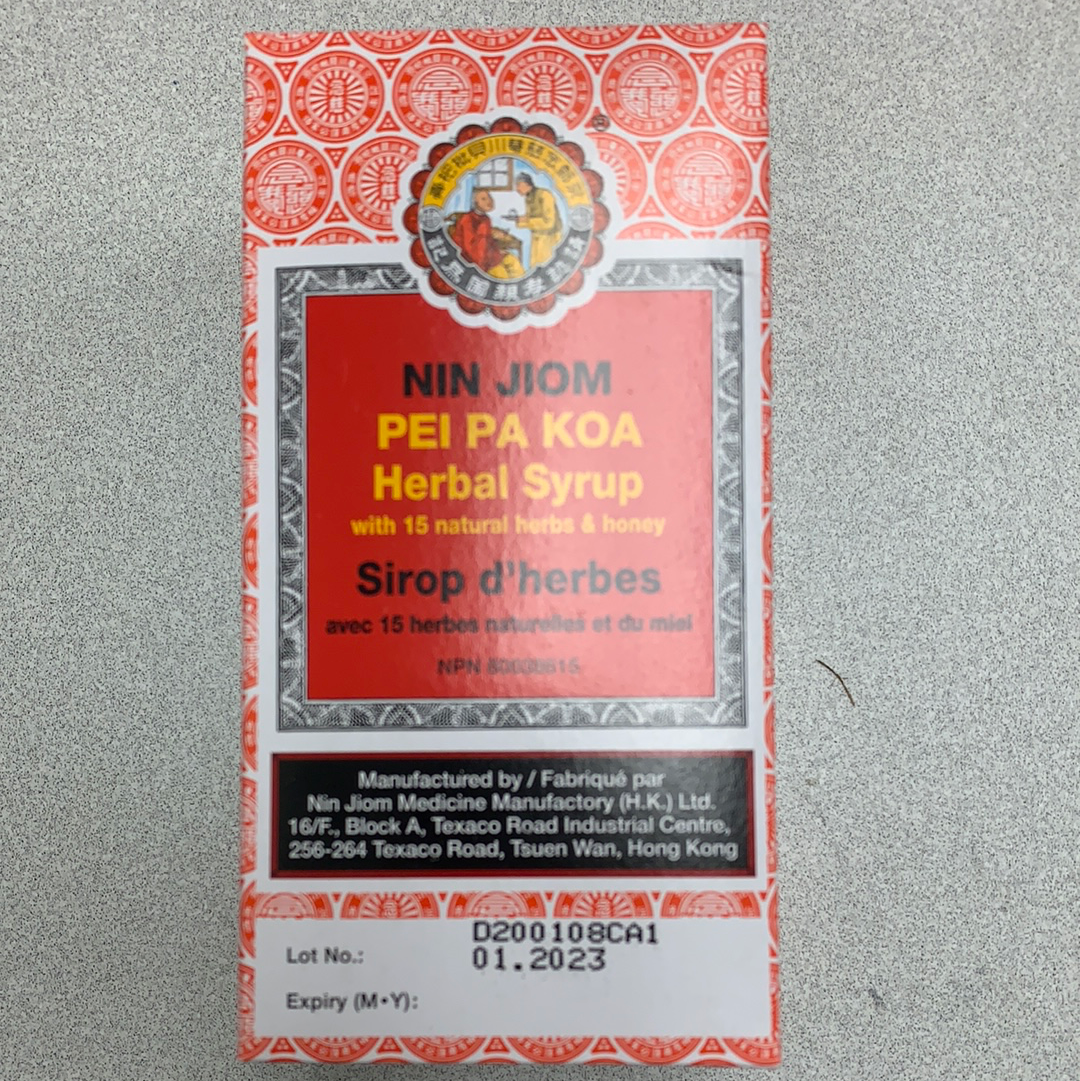 ®
NIN JIOM
PEI PA KOA
Herbal Syrup
with 15 natural herbs & honey
Sirop d'herbes
avec 15 herbes naturelles et du miel
NPN
Manufactured by / Fabriqué par
Nin Jiom Medicine Manufactory (H.K.) Ltd.
16/F., Block A, Texaco Road Industrial Centre,
256-264 Texaco Road, Tsuen Wan, Hong Kong
D200108CA1
Lot No.: 01.2023
Expiry (M•Y):